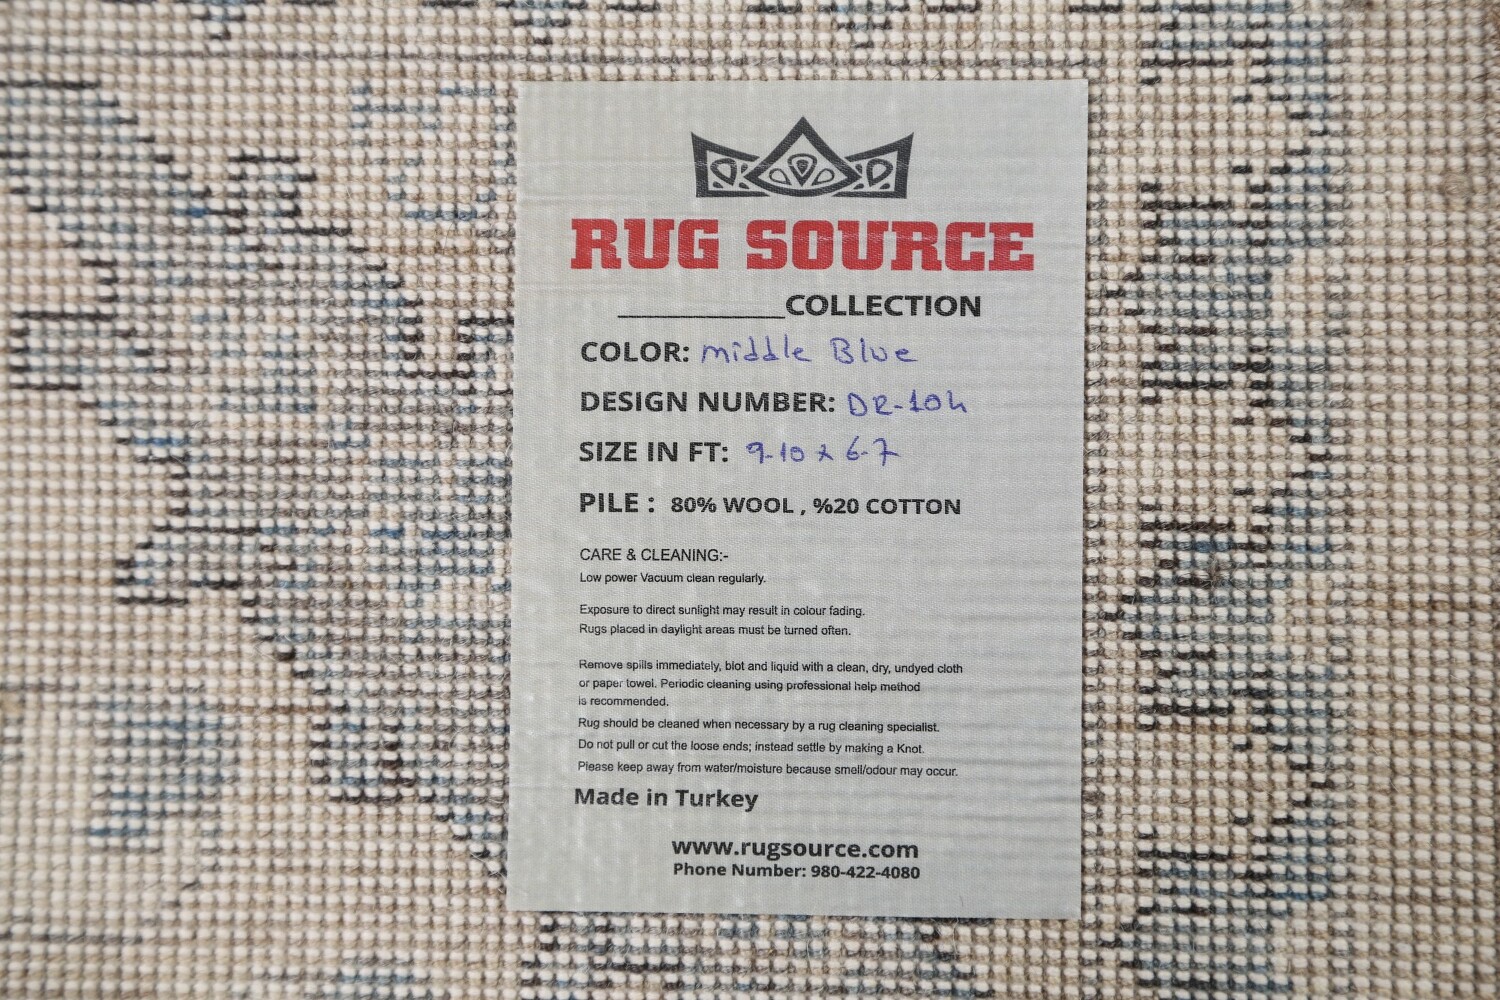 RUG SOURCE
____________COLLECTION
COLOR: middle Blue
DESIGN NUMBER: DR-104
SIZE IN FT: 9-10 x 6-7
PILE : 80% WOOL , %20 COTTON
CARE & CLEANING:-
Low power Vacuum clean regularly.
Exposure to direct sunlight may result in colour fading.
Rugs placed in daylight areas must be turned often.
Remove spills immediately, blot and liquid with a clean, dry, undyed cloth
or paper towel. Periodic cleaning using professional help method
is recommended.
Rug should be cleaned when necessary by a rug cleaning specialist.
Do not pull or cut the loose ends; instead settle by making a Knot.
Please keep away from water/moisture because smell/odour may occur.
Made in Turkey
www.rugsource.com
Phone Number: 980-422-4080